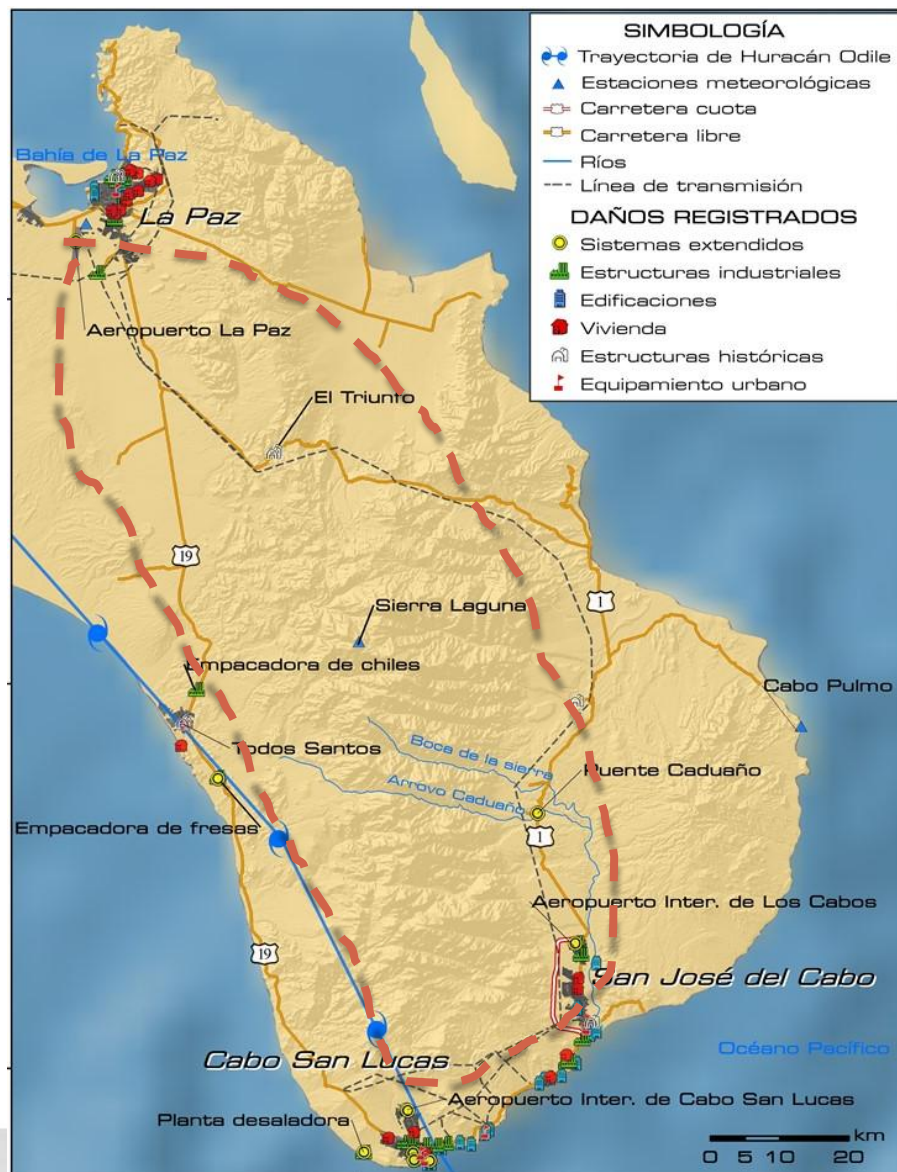 SIMBOLOGÍA
Trayectoria de Huracán Odile
Estaciones meteorológicas
Carretera cuota
Carretera libre
Ríos
Línea de transmisión
DAÑOS REGISTRADOS
Sistemas extendidos
Estructuras industriales
Edificaciones
Vivienda
Estructuras históricas
Equipamiento urbano
Bahía de La Paz
La Paz
Aeropuerto La Paz
El Triunto
19
1
Sierra Laguna
Empacadora de chiles
Cabo Pulmo
Todos Santos
Boca de la sierra
Puente Caduaño
Arroyo Caduaño
Empacadora de fresas
1
Aeropuerto Inter. de Los Cabos
19
San José del Cabo
Cabo San Lucas
Océano Pacífico
Aeropuerto Inter. de Cabo San Lucas
Planta desaladora
km
0 5 10 20